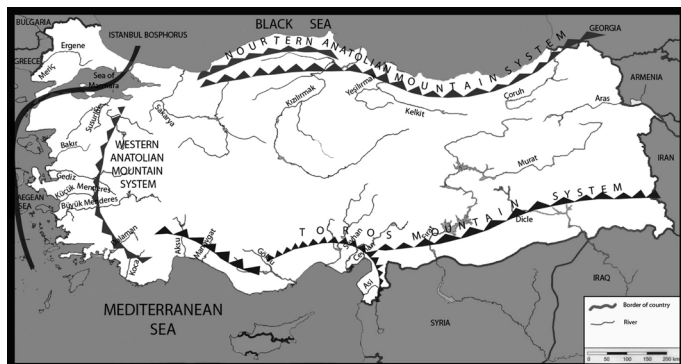 BULGARIA
ISTANBUL BOSPHORUS
BLACK SEA
GEORGIA
Ergene
GREECE
Meriç
Sea of
Marmara
NOURTERN ANATOLIAN MOUNTAIN SYSTEM
ARMENIA
Kızılırmak
Yeşilırmak
Kelkit
Çoruh
Aras
Susurluk
Sakarya
Bakır
WESTERN
ANATOLIAN
MOUNTAIN
SYSTEM
Murat
IRAN
Gediz
AEGEAN
SEA
Küçük Menderes
Büyük Menderes
TOROS MOUNTAIN SYSTEM
Dalaman
Koca
Aksu
Manavgat
Göksu
Seyhan
Ceyhan
Fırat
Dicle
Asi
IRAQ
SYRIA
MEDITERRANEAN
SEA
Border of country
River
0 50 100 150 200 km